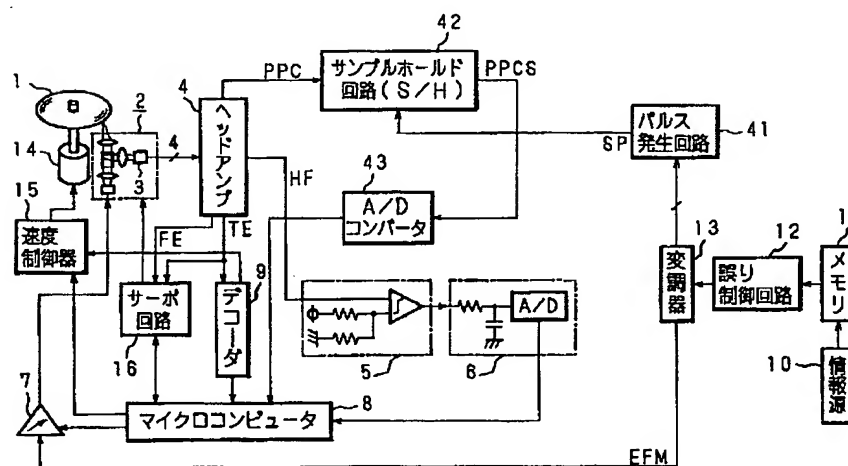 42
PPC
サンプルホールド
回路(S/H)
PPCS
1
2
4
ヘッドアンプ
14
3
4
HF
SP
パルス
発生回路
41
15
速度
制御器
FE
TE
43
A/D
コンバータ
13
変調器
12
誤り
制御回路
メモリ
サーボ
回路
16
9
デコーダ
A/D
5
6
10
情報源
7
マイクロコンピュータ
8
EFM